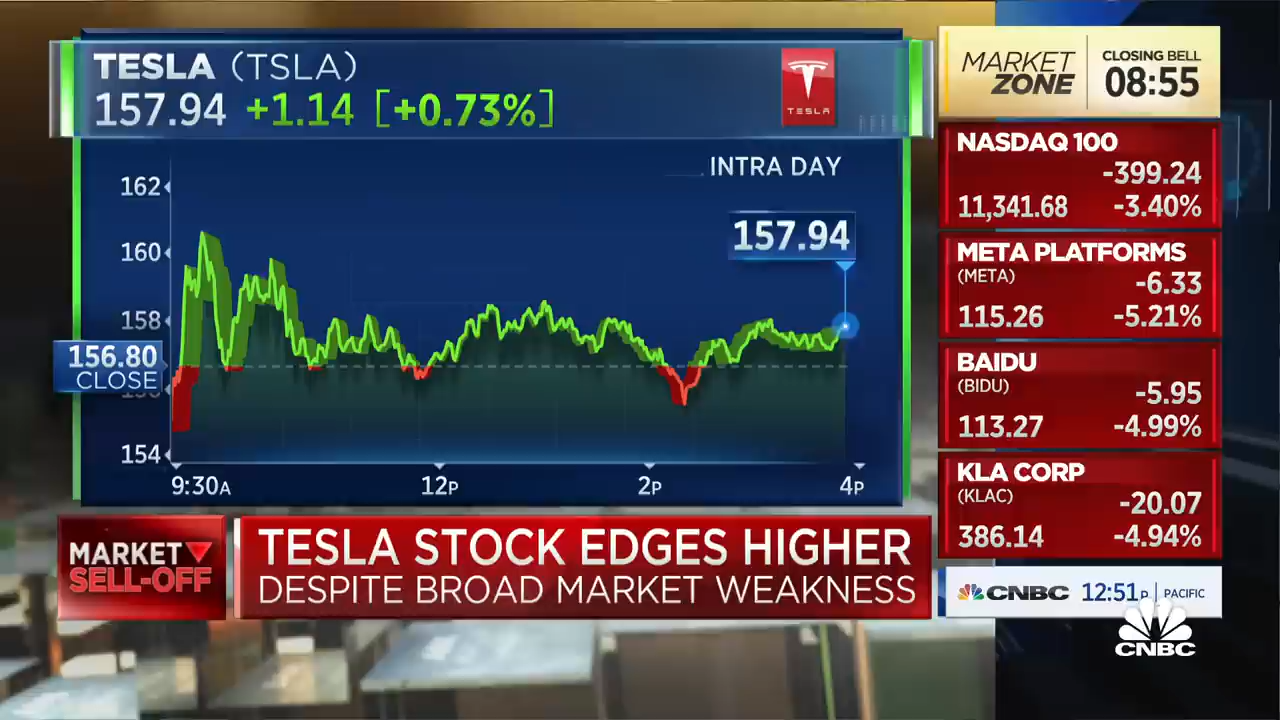 TESLA (TSLA)
157.94 +1.14 [+0.73%]
TESLA
INTRA DAY
162
160
158
156
154
157.94
156.80
CLOSE
9:30A
12P
2P
4P
MARKET
SELL-OFF
TESLA STOCK EDGES HIGHER
DESPITE BROAD MARKET WEAKNESS
MARKET
ZONE
CLOSING BELL
08:55
NASDAQ 100
-399.24
11,341.68 -3.40%
META PLATFORMS
(META) -6.33
115.26 -5.21%
BAIDU
(BIDU) -5.95
113.27 -4.99%
KLA CORP
(KLAC) -20.07
386.14 -4.94%
CNBC 12:51P PACIFIC
CNBC